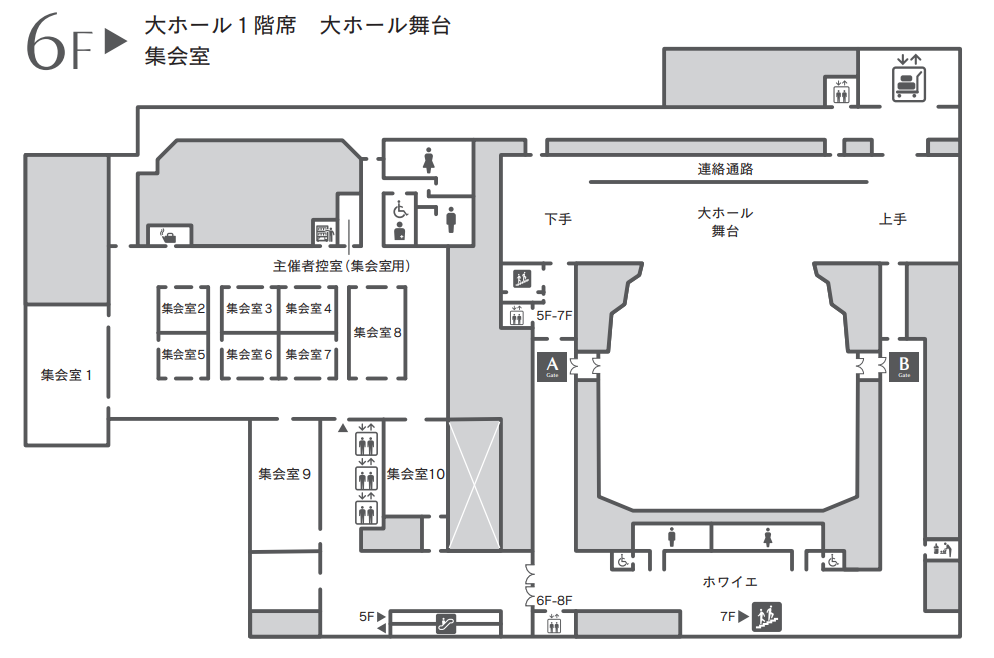 6F 大ホール1階席 大ホール舞台
集会室
連絡通路
下手
大ホール
舞台
上手
主催者控室(集会室用)
集会室2
集会室3
集会室4
集会室8
集会室5
集会室6
集会室7
集会室1
5F-7F
A
Gate
B
Gate
集会室9
集会室10
ホワイエ
6F-8F
5F
7F